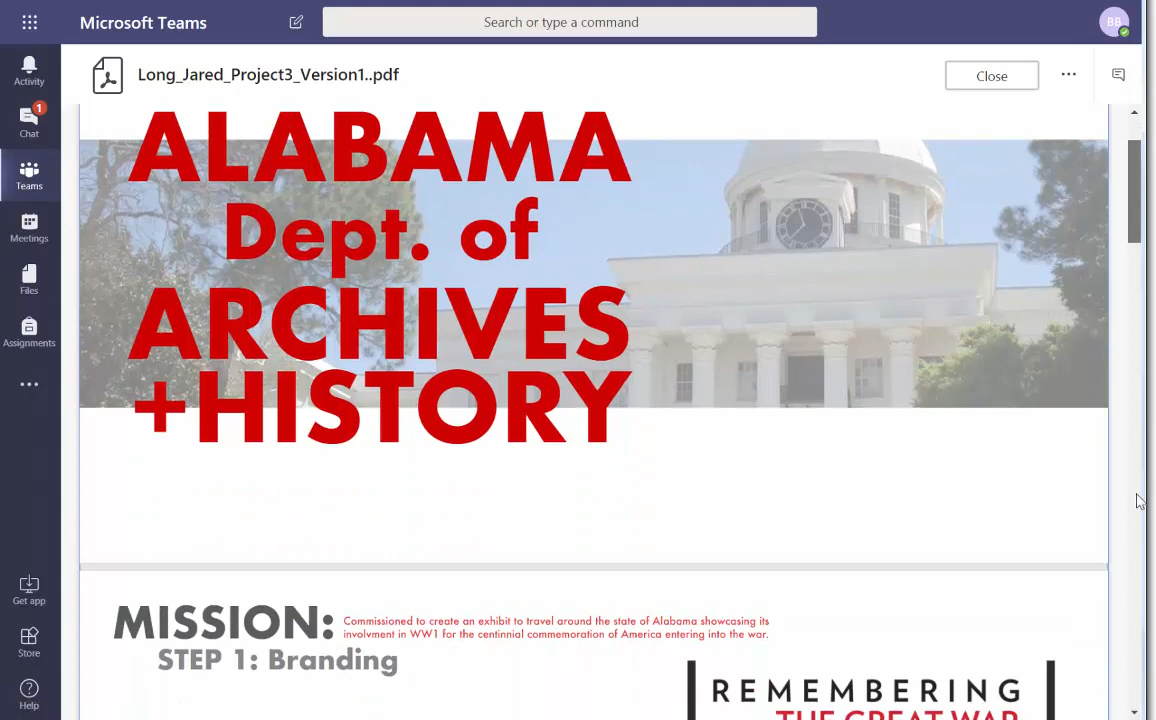 Microsoft Teams
Search or type a command
BB
Activity
Long_Jared_Project3_Version1..pdf
Close
1
Chat
Teams
Meetings
Files
Assignments
Get app
Store
Help
ALABAMA
Dept. of
ARCHIVES
+HISTORY
MISSION:
Commissioned to create an exhibit to travel around the state of Alabama showcasing its
involvment in WW1 for the centinnial commemoration of America entering into the war.
STEP 1: Branding
REMEMBERING
THE GREAT WAR